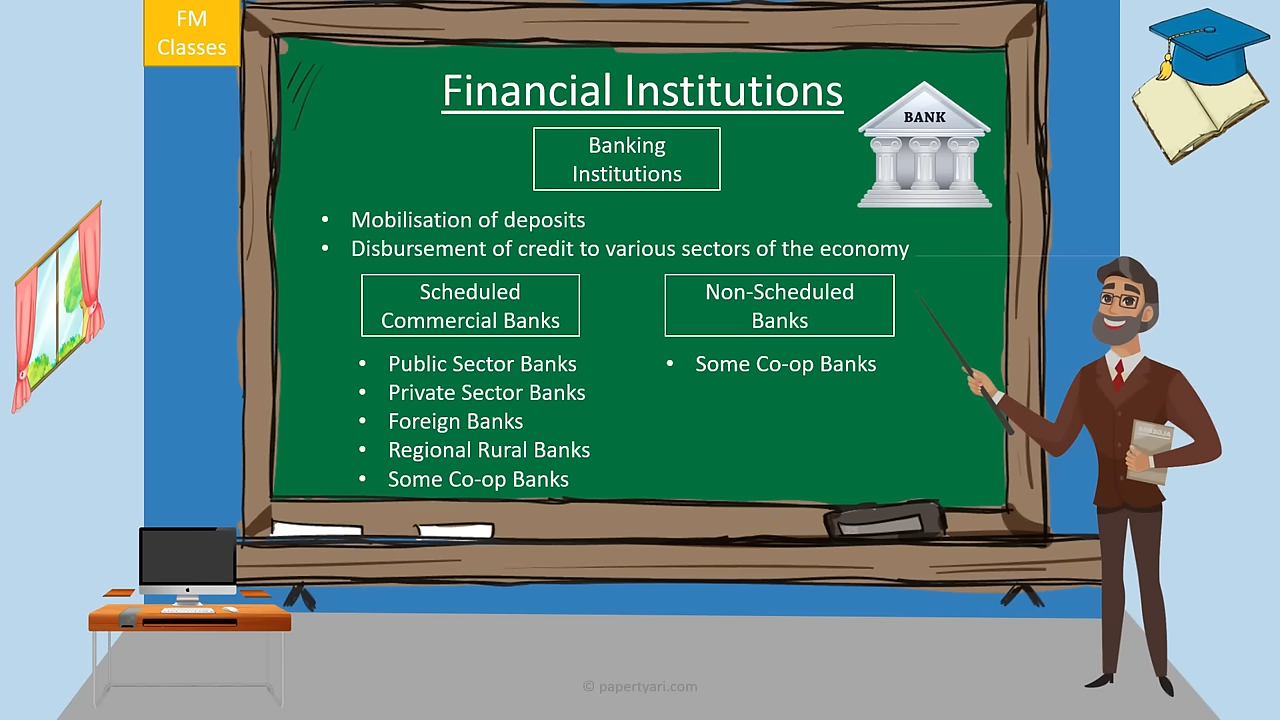 FM
Classes
Financial Institutions
BANK
Banking
Institutions
• Mobilisation of deposits
• Disbursement of credit to various sectors of the economy
Scheduled
Commercial Banks
• Public Sector Banks
• Private Sector Banks
• Foreign Banks
• Regional Rural Banks
• Some Co-op Banks
Non-Scheduled
Banks
• Some Co-op Banks
© papertyari.com